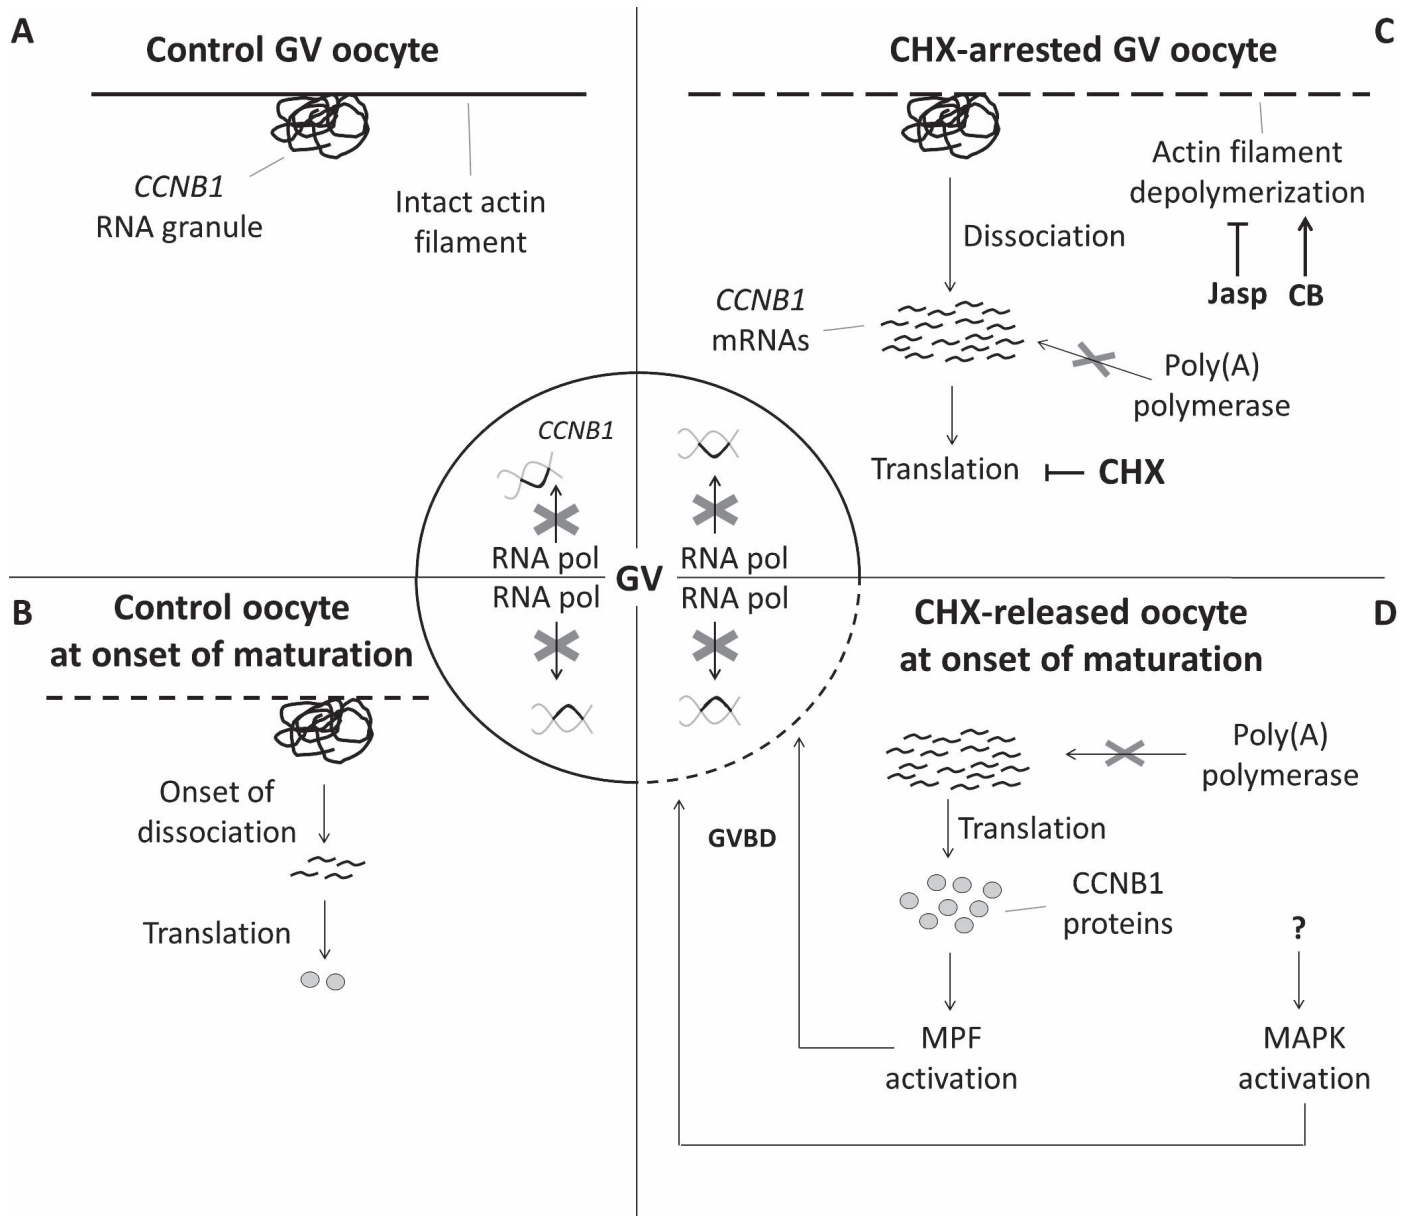 A
Control GV oocyte
CCNB1
RNA granule
Intact actin
filament
C
CHX-arrested GV oocyte
Actin filament
depolymerization
Dissociation
Jasp
CB
CCNB1
mRNAs
Poly(A)
polymerase
Translation
CHX
CCNB1
RNA pol
RNA pol
GV
RNA pol
RNA pol
B
Control oocyte
at onset of maturation
Onset of
dissociation
Translation
D
CHX-released oocyte
at onset of maturation
Poly(A)
polymerase
Translation
GVBD
CCNB1
proteins
?
MPF
activation
MAPK
activation